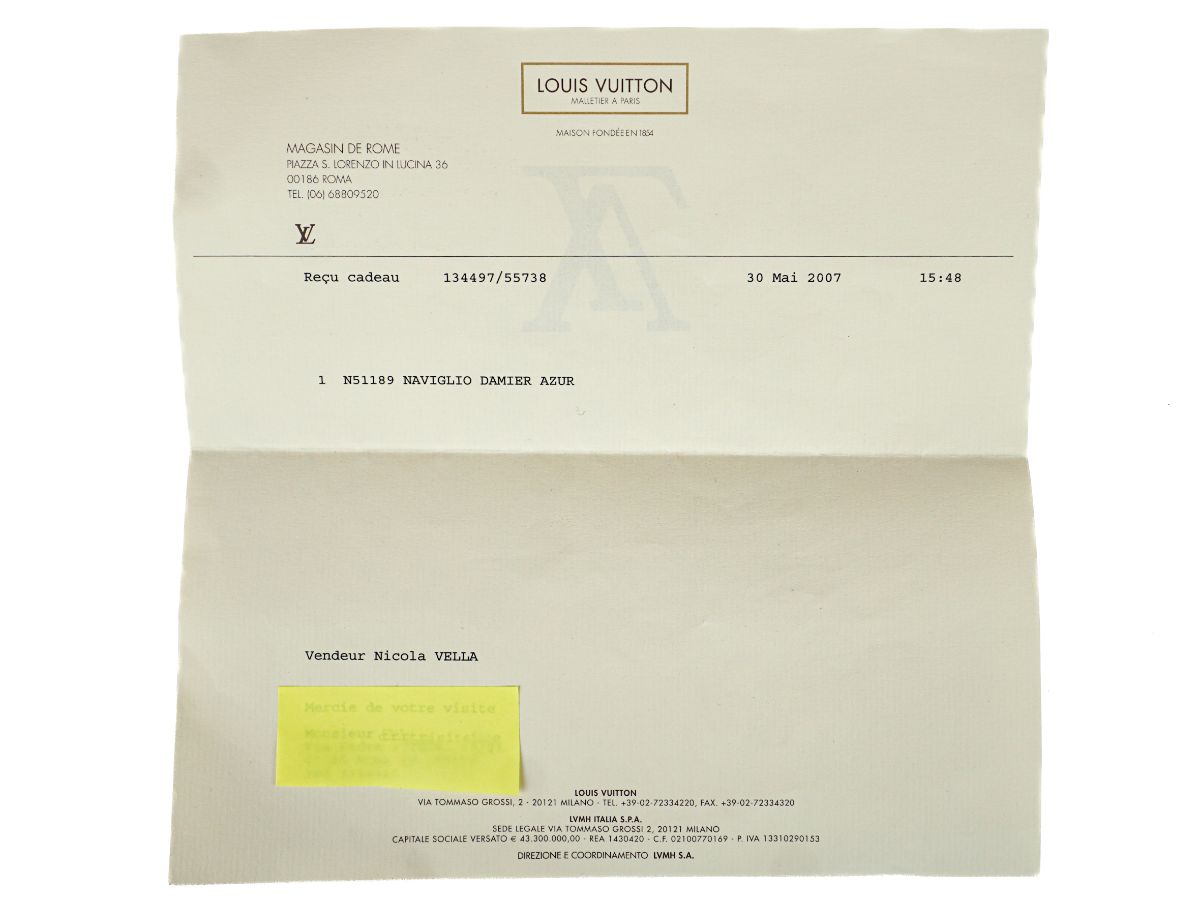 LOUIS VUITTON
MALLETIER A PARIS
MAISON FONDÉE EN 1854
MAGASIN DE ROME
PIAZZA S. LORENZO IN LUCINA 36
00186 ROMA
TEL. (06) 68809520
LV
Reçu cadeau 134497/55738 30 Mai 2007 15:48
1 N51189 NAVIGLIO DAMIER AZUR
Vendeur Nicola VELLA
Mercie de votre visite
Monsieur
LOUIS VUITTON
VIA TOMMASO GROSSI, 2 - 20121 MILANO - TEL. +39-02-72334220, FAX. +39-02-72334320
LVMH ITALIA S.P.A.
SEDE LEGALE VIA TOMMASO GROSSI 2, 20121 MILANO
CAPITALE SOCIALE VERSATO € 43.300.000,00 - REA 1430420 - C.F. 02100770169 - P. IVA 13310290153
DIREZIONE E COORDINAMENTO LVMH S.A.